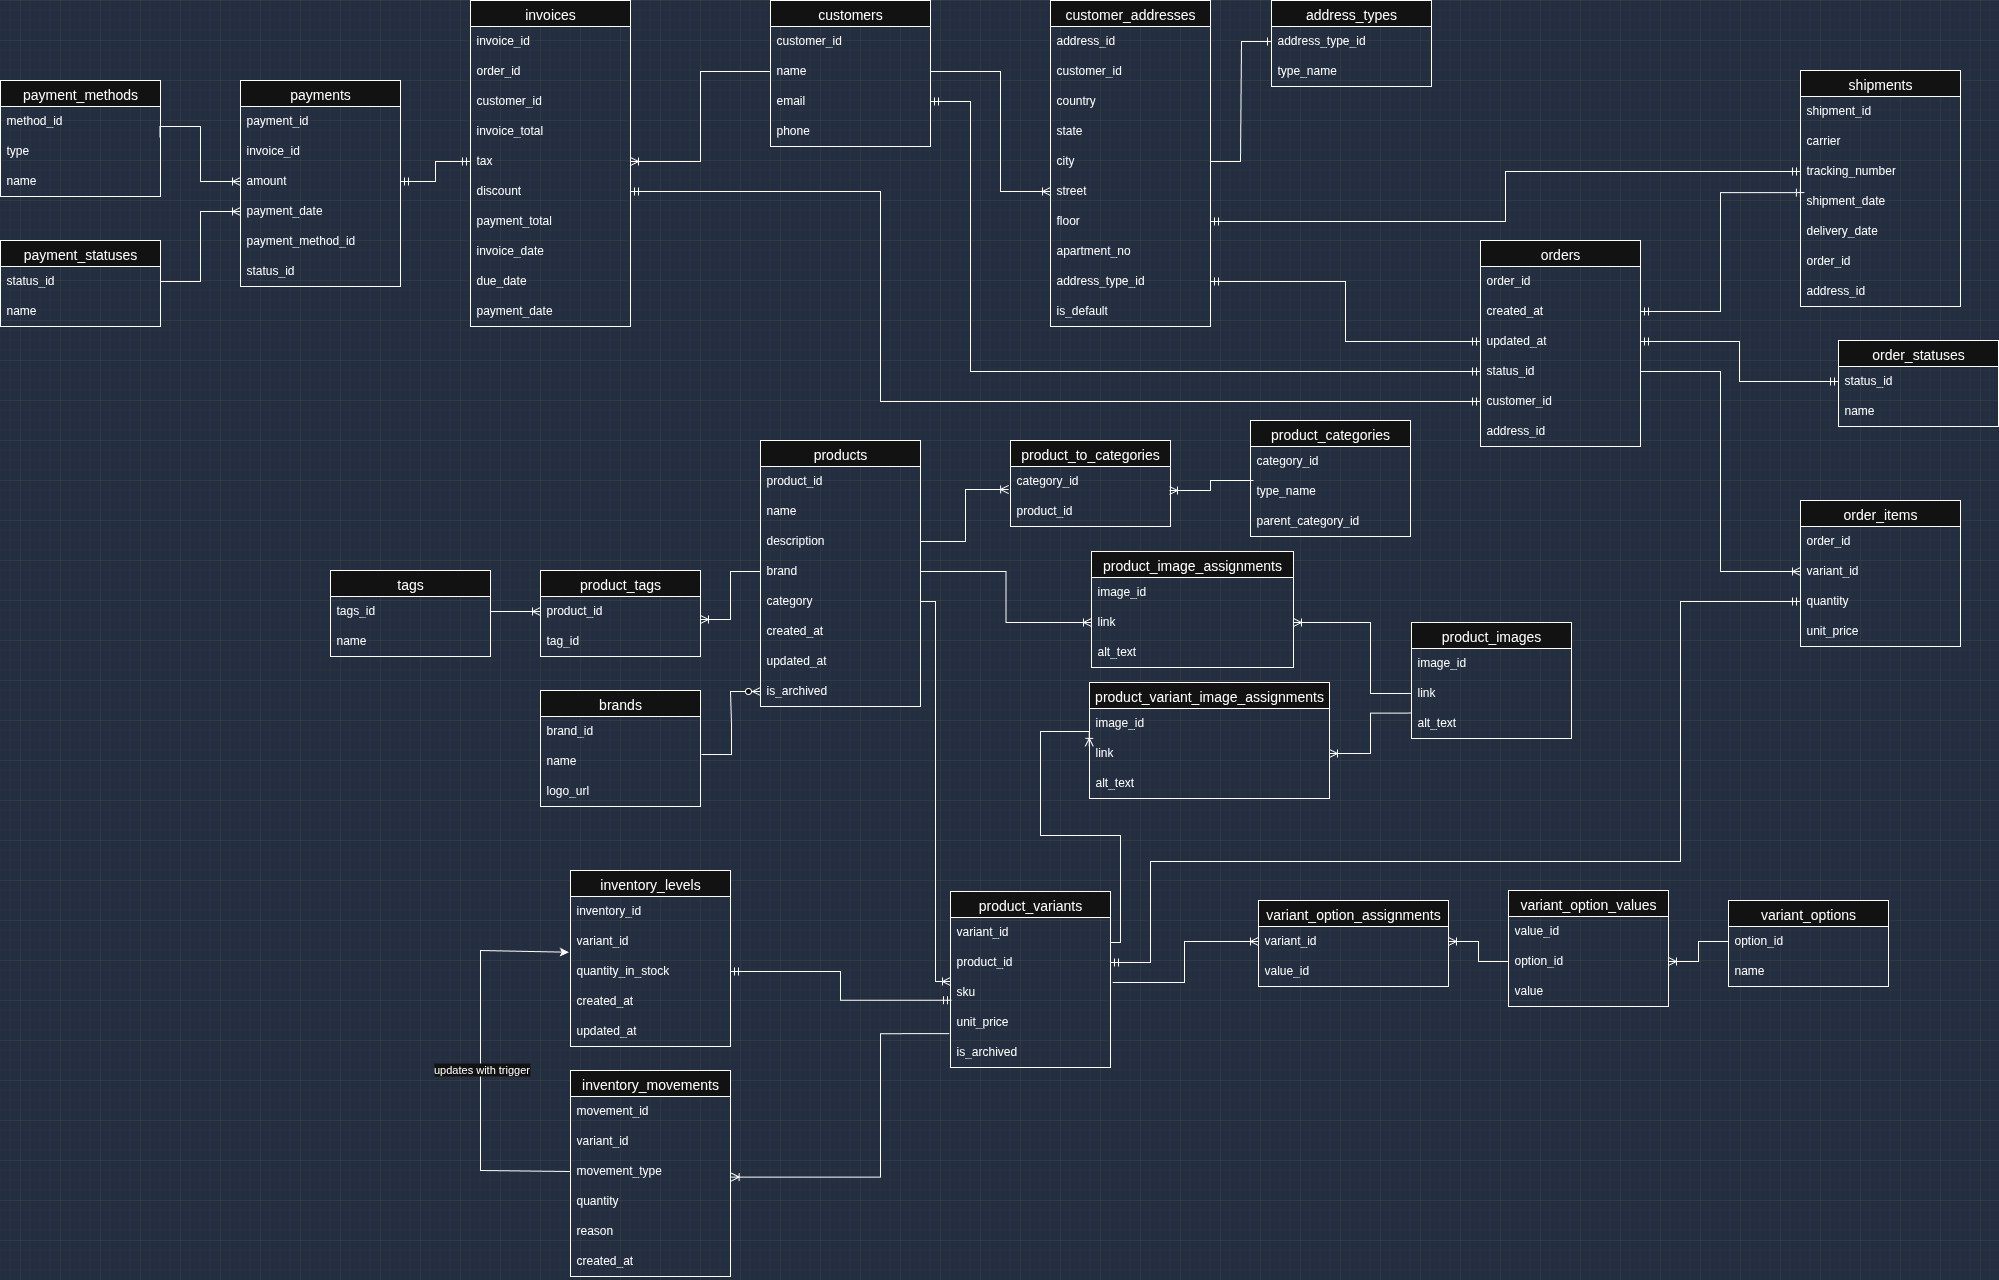 invoices
invoice_id
order_id
customer_id
invoice_total
tax
discount
payment_total
invoice_date
due_date
payment_date
customers
customer_id
name
email
phone
customer_addresses
address_id
customer_id
country
state
city
street
floor
apartment_no
address_type_id
is_default
address_types
address_type_id
type_name
payment_methods
method_id
type
name
payments
payment_id
invoice_id
amount
payment_date
payment_method_id
status_id
shipments
shipment_id
carrier
tracking_number
shipment_date
delivery_date
order_id
address_id
payment_statuses
status_id
name
orders
order_id
created_at
updated_at
status_id
customer_id
address_id
order_statuses
status_id
name
products
product_id
name
description
brand
category
created_at
updated_at
is_archived
product_to_categories
category_id
product_id
product_categories
category_id
type_name
parent_category_id
order_items
order_id
variant_id
quantity
unit_price
tags
tags_id
name
product_tags
product_id
tag_id
product_image_assignments
image_id
link
alt_text
product_images
image_id
link
alt_text
brands
brand_id
name
logo_url
product_variant_image_assignments
image_id
link
alt_text
inventory_levels
inventory_id
variant_id
quantity_in_stock
created_at
updated_at
product_variants
variant_id
product_id
sku
unit_price
is_archived
variant_option_assignments
variant_id
value_id
variant_option_values
value_id
option_id
value
variant_options
option_id
name
updates with trigger
inventory_movements
movement_id
variant_id
movement_type
quantity
reason
created_at